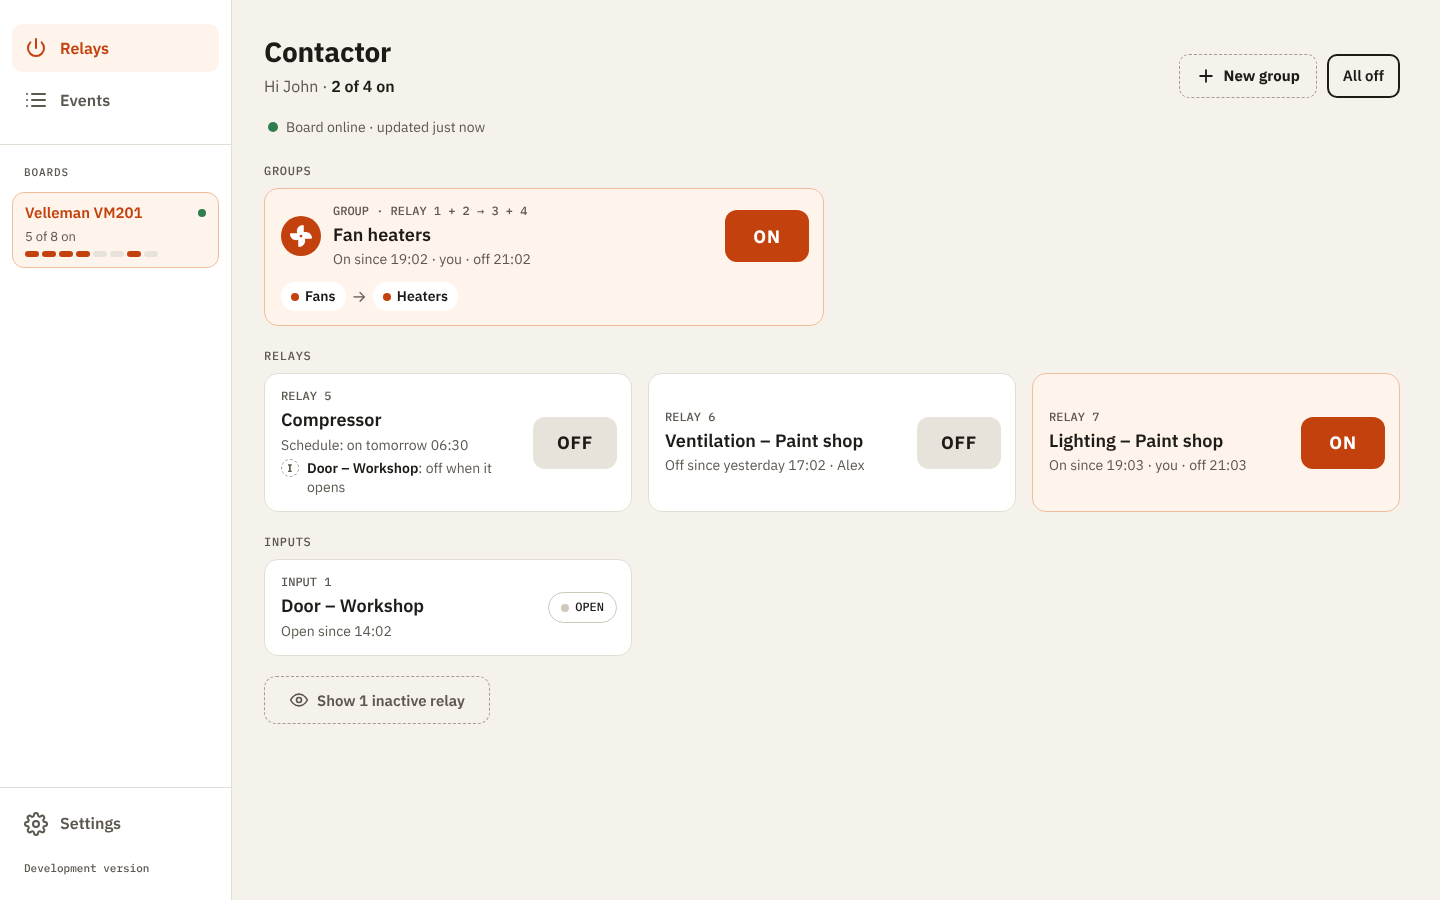 Relays
Events
BOARDS
Velleman VM201
5 of 8 on
Settings
Development version
Contactor
Hi John · 2 of 4 on
New group
All off
Board online · updated just now
GROUPS
GROUP · RELAY 1 + 2 → 3 + 4
Fan heaters
On since 19:02 · you · off 21:02
ON
Fans → Heaters
RELAYS
RELAY 5
Compressor
Schedule: on tomorrow 06:30
I Door – Workshop: off when it
opens
OFF
RELAY 6
Ventilation – Paint shop
Off since yesterday 17:02 · Alex
OFF
RELAY 7
Lighting – Paint shop
On since 19:03 · you · off 21:03
ON
INPUTS
INPUT 1
Door – Workshop
Open since 14:02
OPEN
Show 1 inactive relay